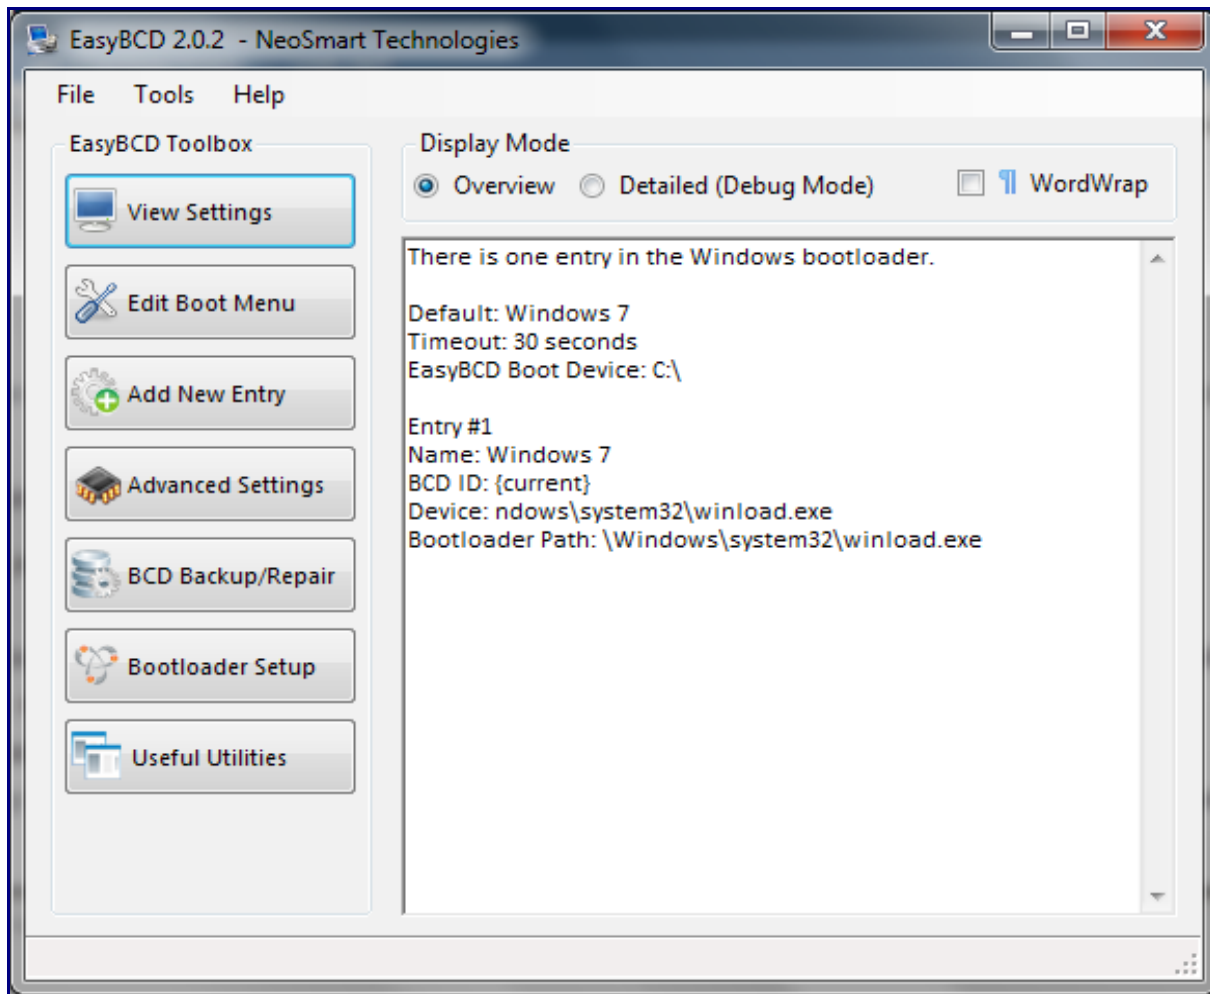 EasyBCD 2.0.2 - NeoSmart Technologies
File Tools Help
EasyBCD Toolbox
View Settings
Edit Boot Menu
Add New Entry
Advanced Settings
BCD Backup/Repair
Bootloader Setup
Useful Utilities
Display Mode
Overview Detailed (Debug Mode) ¶ WordWrap
There is one entry in the Windows bootloader.
Default: Windows 7
Timeout: 30 seconds
EasyBCD Boot Device: C:\
Entry #1
Name: Windows 7
BCD ID: {current}
Device: ndows\system32\winload.exe
Bootloader Path: \Windows\system32\winload.exe